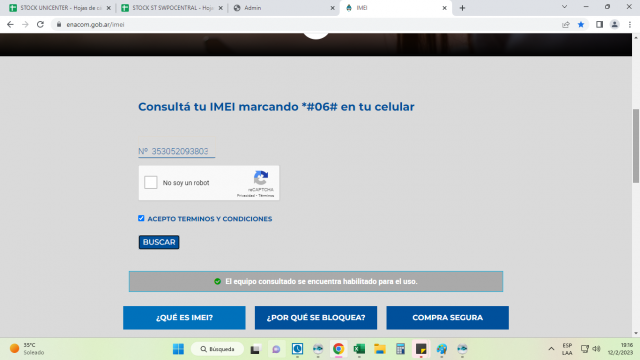 STOCK UNICENTER - Hojas de c
STOCK ST SWPOCENTRAL - Hoja
Admin
IMEI
enacom.gob.ar/imei
Consultá tu IMEI marcando *#06# en tu celular
Nº 353052093803
No soy un robot
reCAPTCHA
Privacidad - Términos
ACEPTO TERMINOS Y CONDICIONES
BUSCAR
El equipo consultado se encuentra habilitado para el uso.
¿QUÉ ES IMEI?
¿POR QUÉ SE BLOQUEA?
COMPRA SEGURA
35°C
Soleado
Búsqueda
ESP
LAA
19:16
12/2/2023